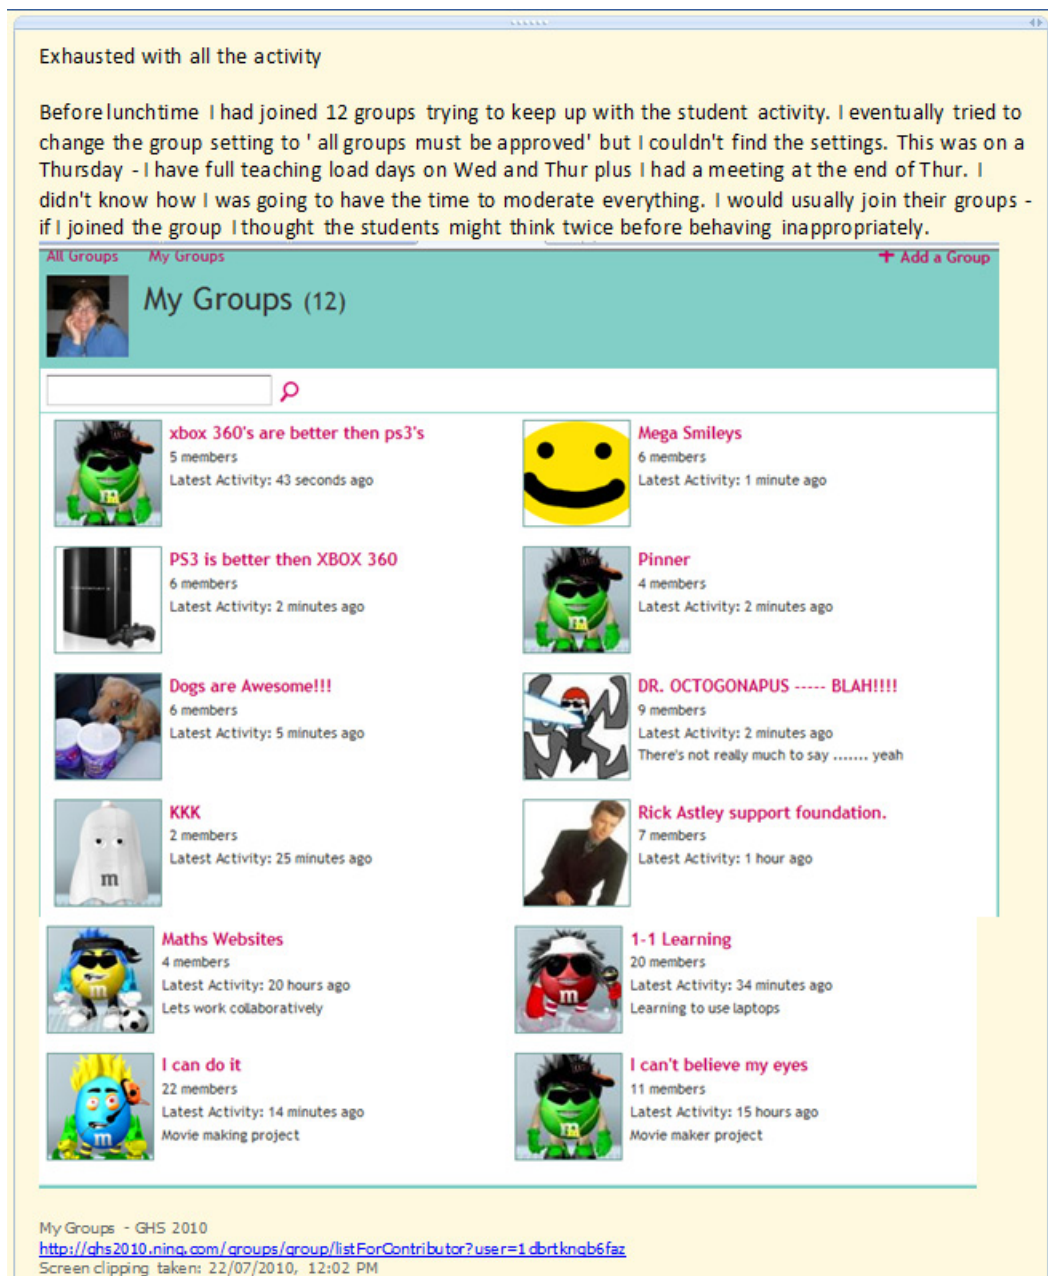 Exhausted with all the activity
Before lunchtime I had joined 12 groups trying to keep up with the student activity. I eventually tried to
change the group setting to ' all groups must be approved' but I couldn't find the settings. This was on a
Thursday - I have full teaching load days on Wed and Thur plus I had a meeting at the end of Thur. I
didn't know how I was going to have the time to moderate everything. I would usually join their groups -
if I joined the group I thought the students might think twice before behaving inappropriately.
All Groups My Groups + Add a Group
My Groups (12)
xbox 360's are better then ps3's
5 members
Latest Activity: 43 seconds ago
Mega Smileys
6 members
Latest Activity: 1 minute ago
PS3 is better then XBOX 360
6 members
Latest Activity: 2 minutes ago
Pinner
4 members
Latest Activity: 2 minutes ago
Dogs are Awesome!!!
6 members
Latest Activity: 5 minutes ago
DR. OCTOGONAPUS ----- BLAH!!!!
9 members
Latest Activity: 2 minutes ago
There's not really much to say ....... yeah
KKK
2 members
Latest Activity: 25 minutes ago
Rick Astley support foundation.
7 members
Latest Activity: 1 hour ago
Maths Websites
4 members
Latest Activity: 20 hours ago
Lets work collaboratively
1-1 Learning
20 members
Latest Activity: 34 minutes ago
Learning to use laptops
I can do it
22 members
Latest Activity: 14 minutes ago
Movie making project
I can't believe my eyes
11 members
Latest Activity: 15 hours ago
Movie maker project
My Groups - GHS 2010
http://ghs2010.ning.com/groups/group/listForContributor?user=1dbrtknqb6faz
Screen clipping taken: 22/07/2010, 12:02 PM